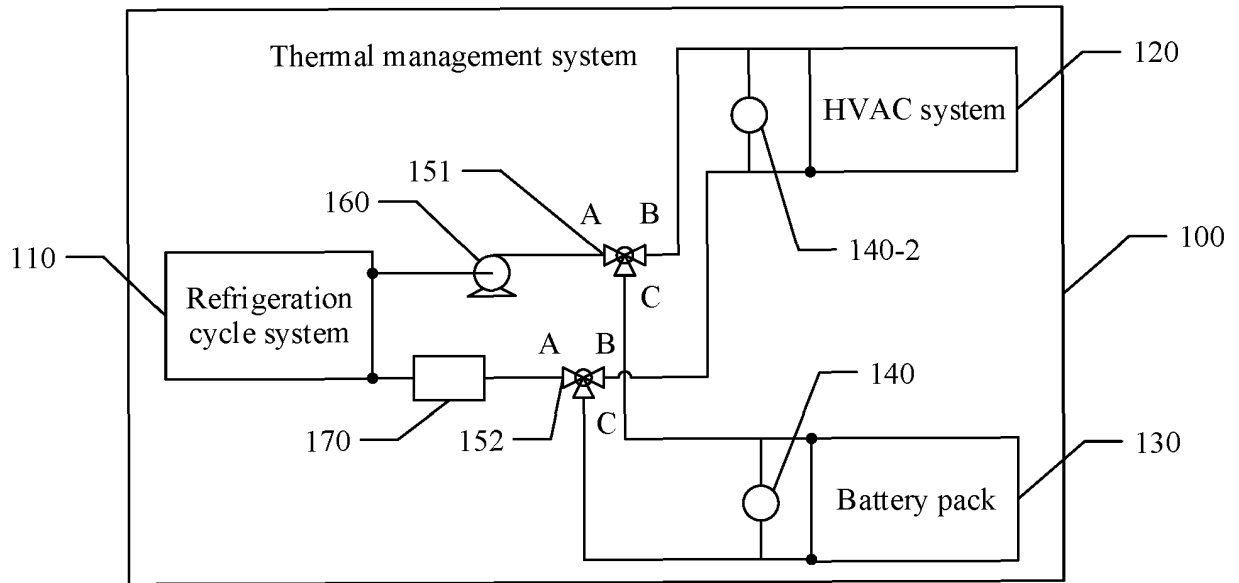 Thermal management system
120
HVAC system
151
160
A
B
140-2
100
110
Refrigeration
cycle system
C
A
B
140
170
152
C
130
Battery pack